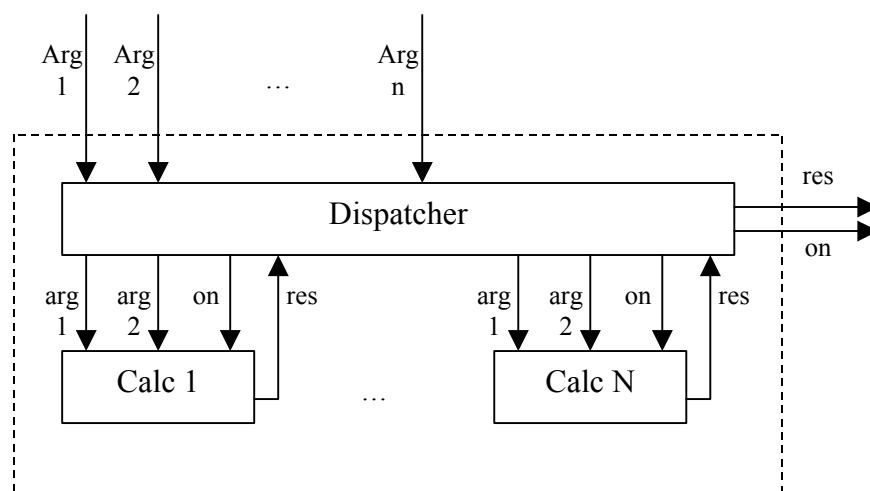 Arg Arg Arg
1 2 … n
res
Dispatcher
on
arg arg on res arg arg on res
1 2 1 2
Calc 1 … Calc N